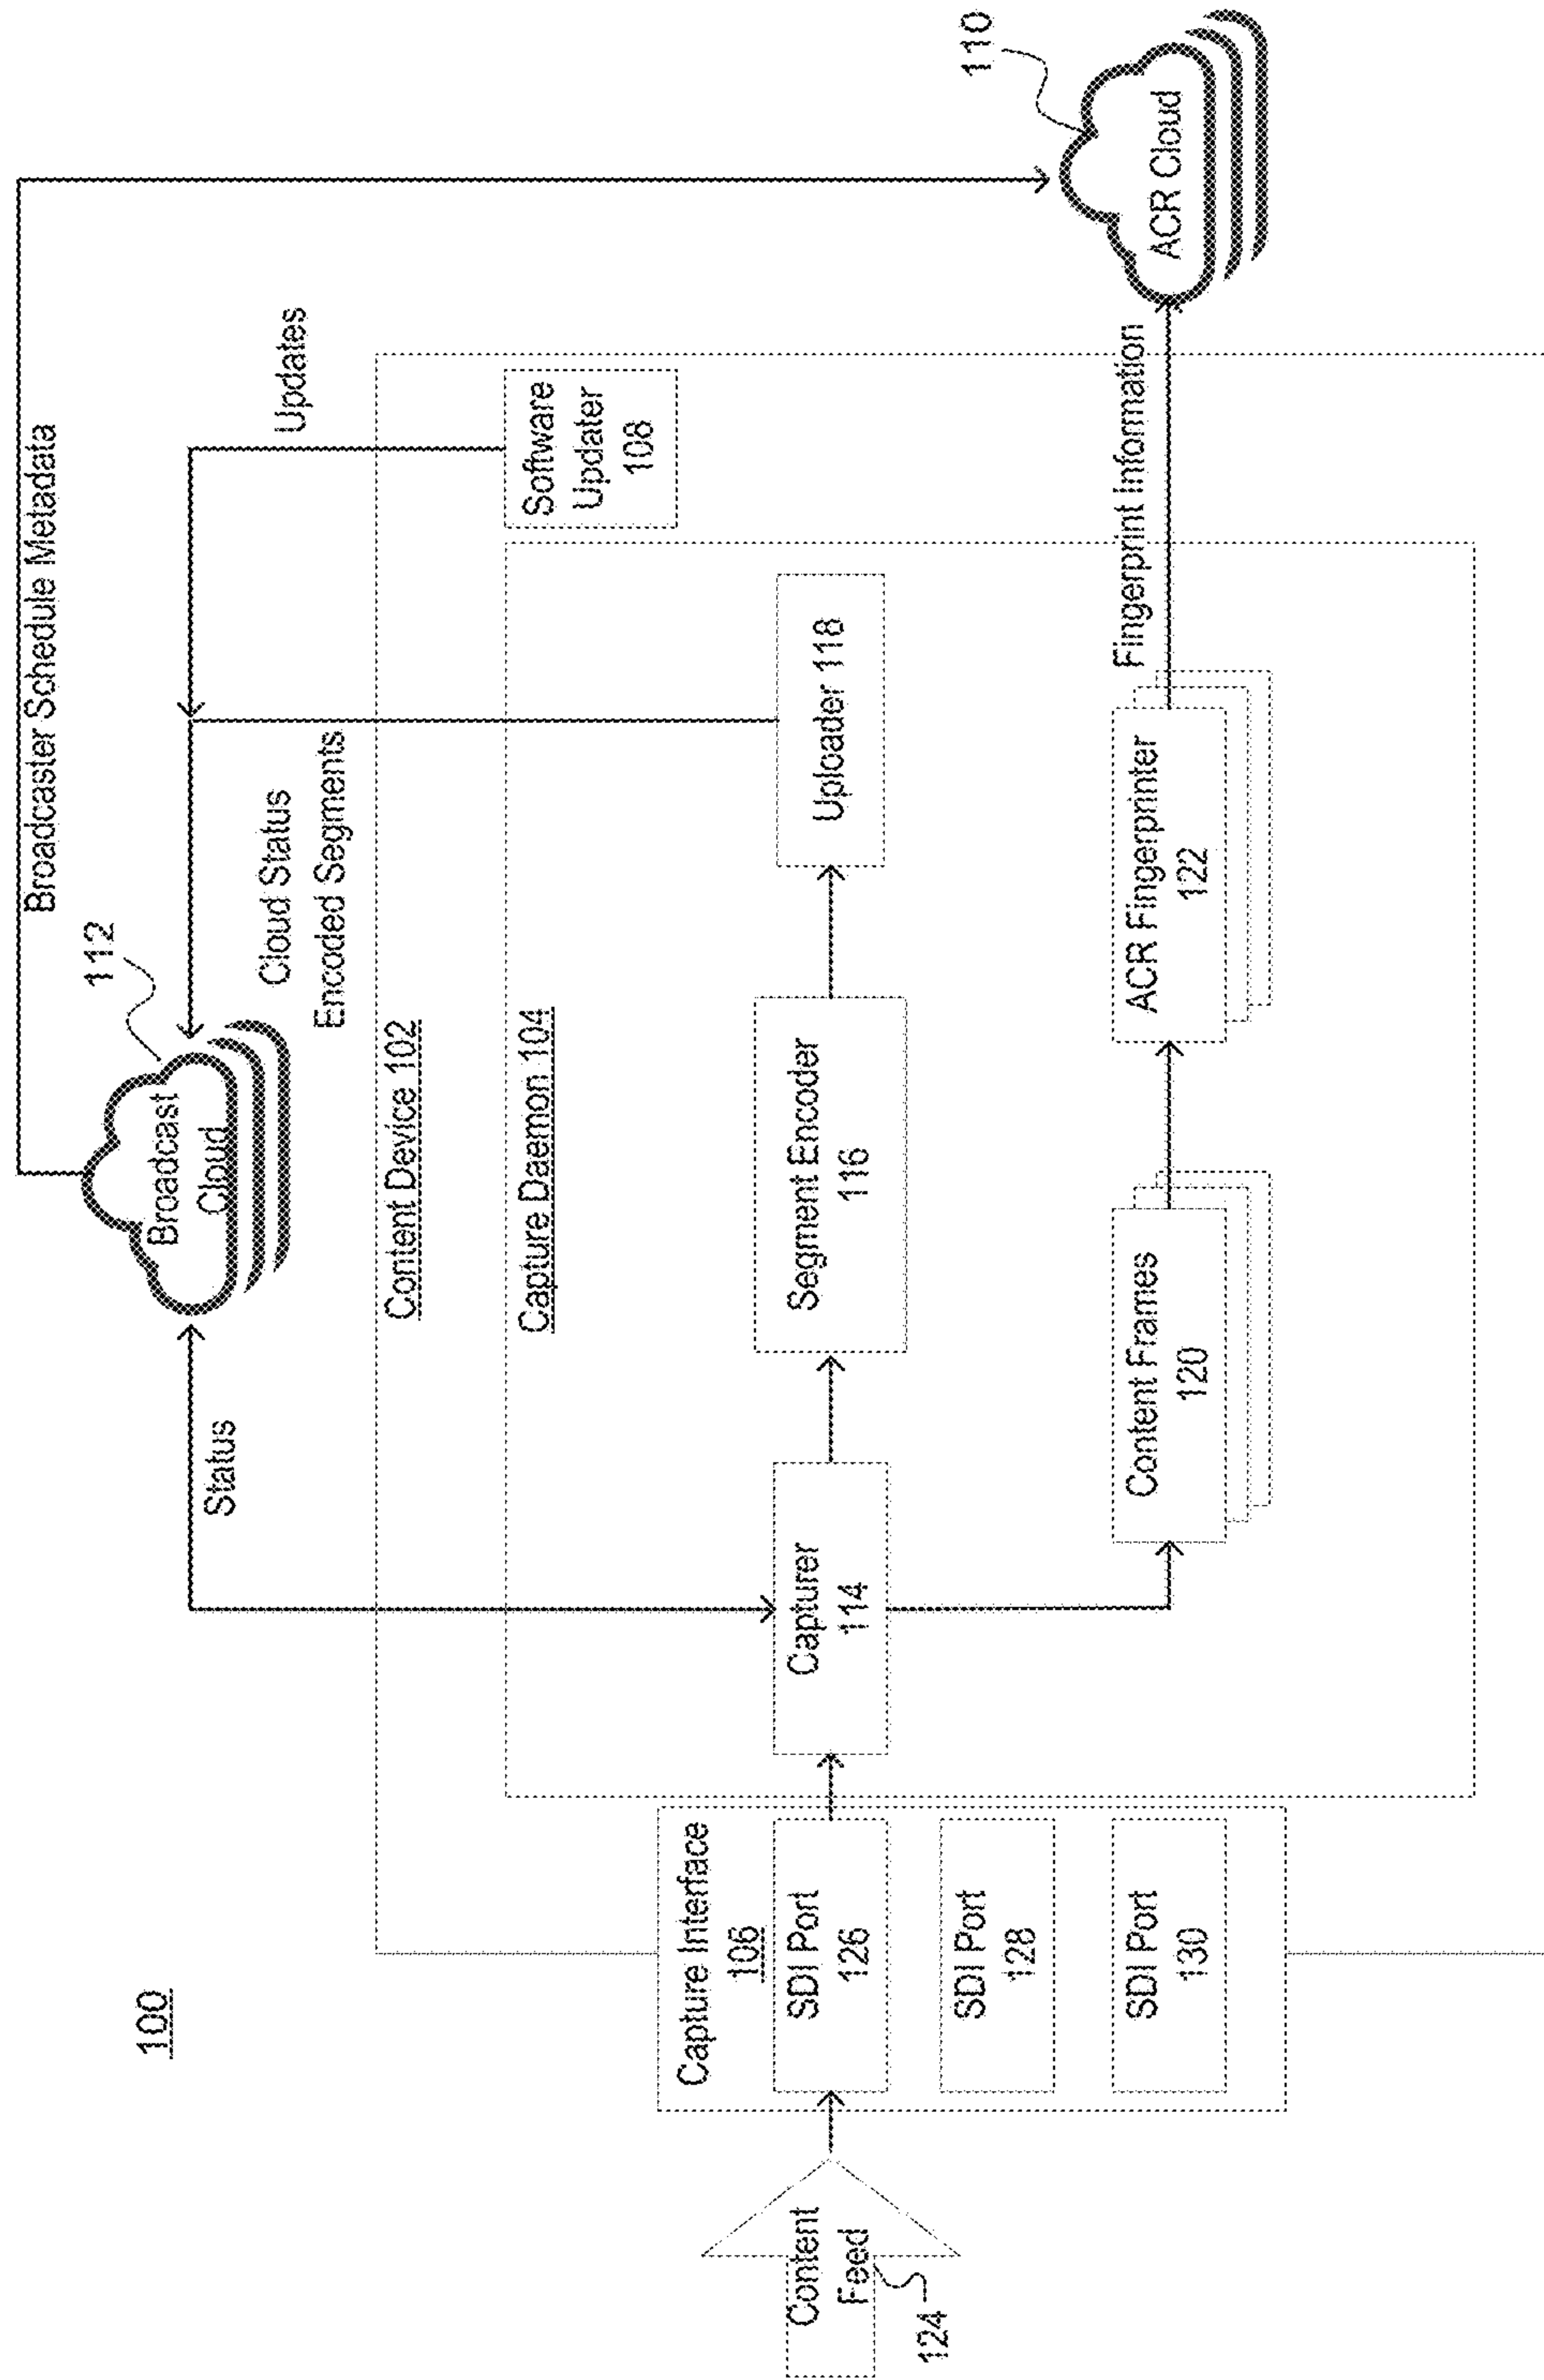 100
Broadcaster Schedule Metadata
112
Broadcast
Cloud
Status
Cloud Status
Encoded Segments
Updates
Content Device 102
Capture Daemon 104
Software
Updater
108
Capture Interface
106
Content
Feed
124
SDI Port
126
SDI Port
128
SDI Port
130
Capturer
114
Segment Encoder
116
Uploader 118
Content Frames
120
ACR Fingerprinter
122
Fingerprint Information
110
ACR Cloud